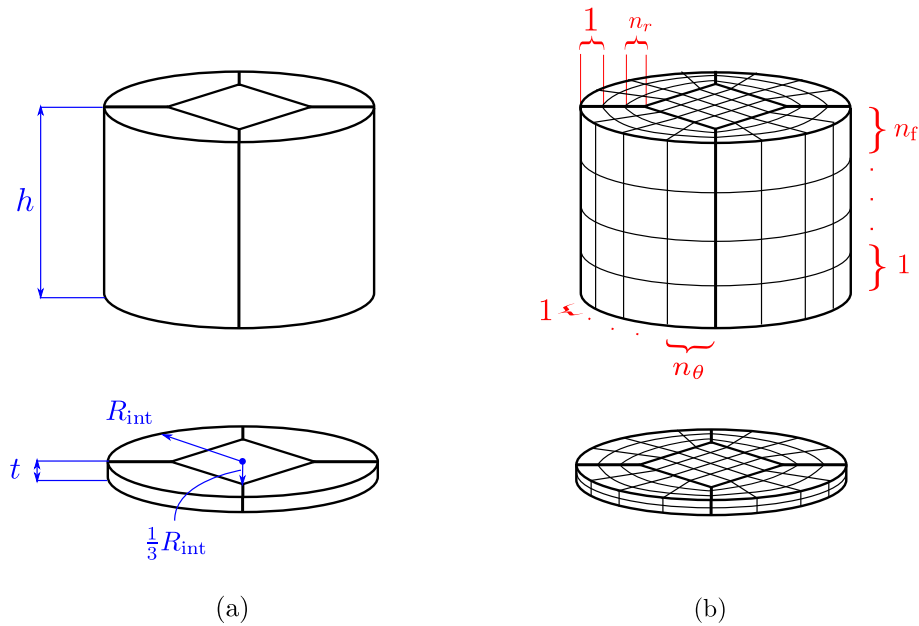 1
n_r
h
n_f
.
.
.
1
1
. . .
n_θ
R_int
t
1/3 R_int
(a)
(b)